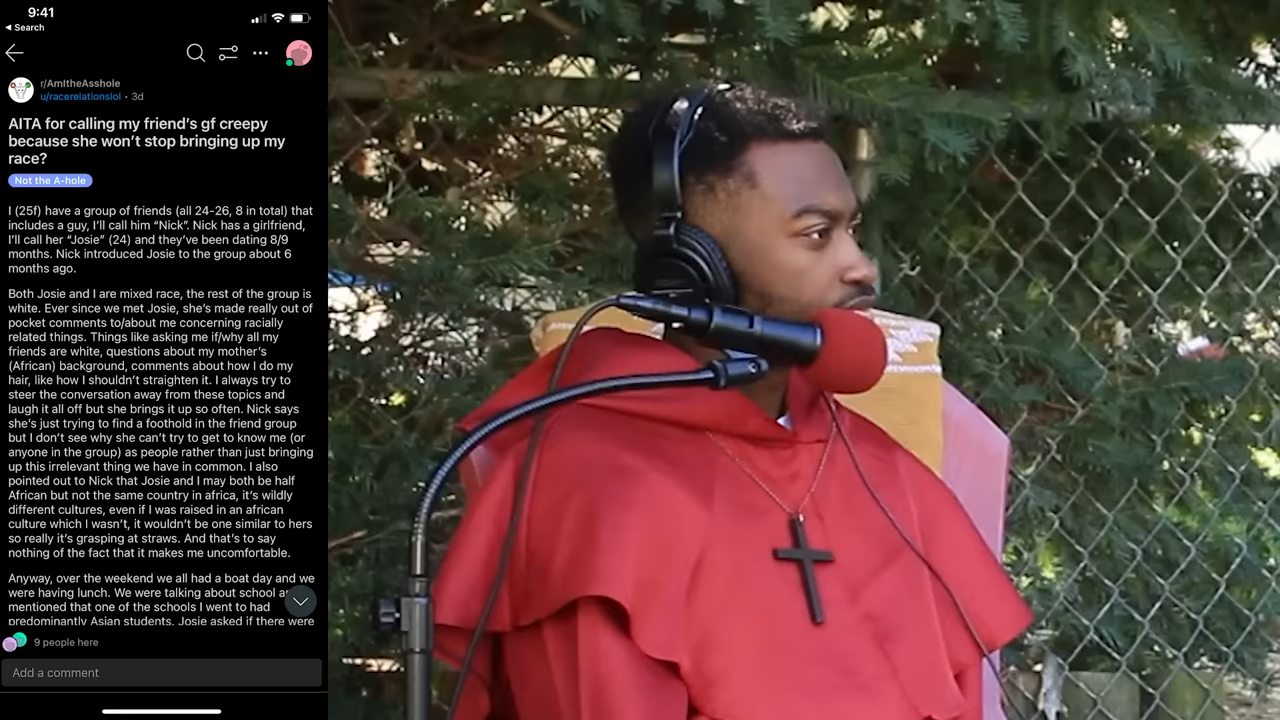 9:41
Search
r/AmItheAsshole
u/racerelationslol • 3d
AITA for calling my friend's gf creepy
because she won't stop bringing up my
race?
Not the A-hole
I (25f) have a group of friends (all 24-26, 8 in total) that
includes a guy, I'll call him “Nick”. Nick has a girlfriend,
I'll call her “Josie” (24) and they've been dating 8/9
months. Nick introduced Josie to the group about 6
months ago.
Both Josie and I are mixed race, the rest of the group is
white. Ever since we met Josie, she's made really out of
pocket comments to/about me concerning racially
related things. Things like asking me if/why all my
friends are white, questions about my mother's
(African) background, comments about how I do my
hair, like how I shouldn't straighten it. I always try to
steer the conversation away from these topics and
laugh it all off but she brings it up so often. Nick says
she's just trying to find a foothold in the friend group
but I don't see why she can't try to get to know me (or
anyone in the group) as people rather than just bringing
up this irrelevant thing we have in common. I also
pointed out to Nick that Josie and I may both be half
African but not the same country in africa, it's wildly
different cultures, even if I was raised in an african
culture which I wasn't, it wouldn't be one similar to hers
so really it's grasping at straws. And that's to say
nothing of the fact that it makes me uncomfortable.
Anyway, over the weekend we all had a boat day and we
were having lunch. We were talking about school
mentioned that one of the schools I went to had
predominantly Asian students. Josie asked if there were
9 people here
Add a comment